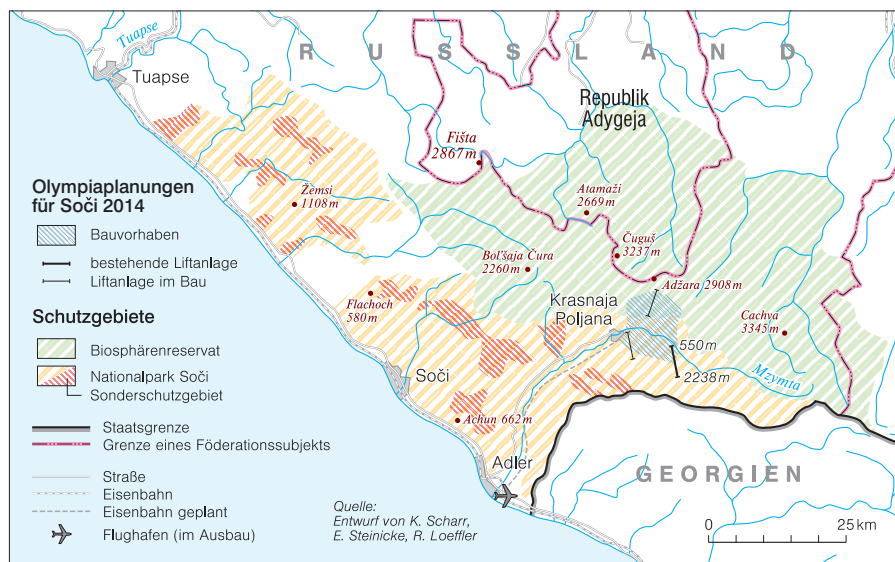 RUSSLAND
Tuapse
Tuapse
Republik
Adygeja
Fišta
2867 m
Atamaži
2669 m
Žemsi
1108 m
Čuguš
3237 m
Bol'šaja Čura
2260 m
Adžara 2908 m
Krasnaja
Poljana
Flachoch
580 m
Cachva
3345 m
550 m
2238 m
Mzymta
Soči
Achun 662 m
Adler
GEORGIEN
Olympiaplanungen
für Soči 2014
Bauvorhaben
bestehende Liftanlage
Liftanlage im Bau
Schutzgebiete
Biosphärenreservat
Nationalpark Soči
Sonderschutzgebiet
Staatsgrenze
Grenze eines Föderationssubjekts
Straße
Eisenbahn
Eisenbahn geplant
Flughafen (im Ausbau)
Quelle:
Entwurf von K. Scharr,
E. Steinicke, R. Loeffler
0 25 km